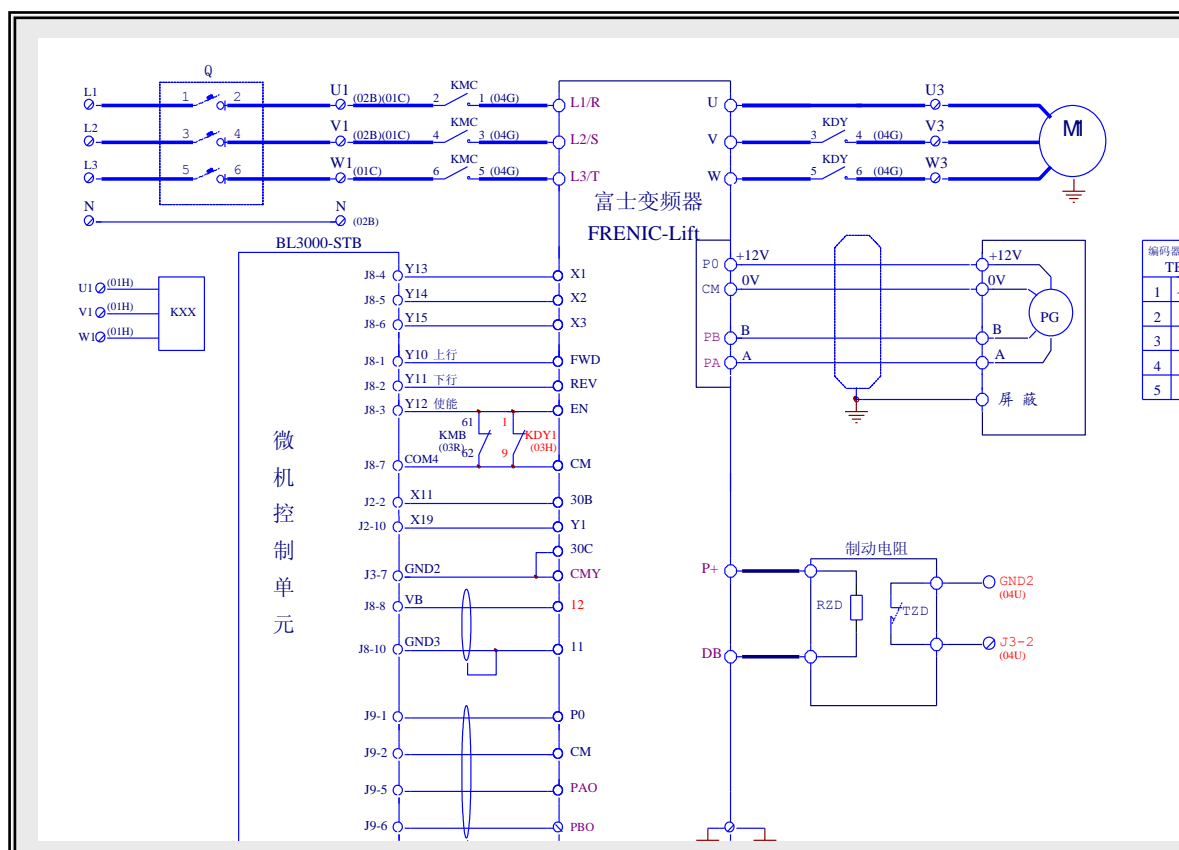 Q
L1 1 2 U1 (02B)(01C) 2 KMC 1 (04G) L1/R
L2 3 4 V1 (02B)(01C) 4 KMC 3 (04G) L2/S
L3 5 6 W1 (01C) 6 KMC 5 (04G) L3/T
N N (02B)
U U3
V 3 KDY 4 (04G) V3
W 5 KDY 6 (04G) W3
M1
富士变频器
FRENIC-Lift
BL3000-STB
U1 (01H)
V1 (01H)
W1 (01H)
KXX
微机控制单元
J8-4 Y13 X1
J8-5 Y14 X2
J8-6 Y15 X3
J8-1 Y10 上行 FWD
J8-2 Y11 下行 REV
J8-3 Y12 使能 EN
61 1
KMB KDY1
(03R) (03H)
62 9
J8-7 COM4 CM
J2-2 X11 30B
J2-10 X19 Y1
30C
J3-7 GND2 CMY
J8-8 VB 12
J8-10 GND3 11
J9-1 P0
J9-2 CM
J9-5 PAO
J9-6 PBO
P0 +12V +12V
CM 0V 0V
PB B B
PA A A
PG
屏蔽
编码器
1
2
3
4
5
制动电阻
P+
DB
RZD
TZD
GND2
(04U)
J3-2
(04U)